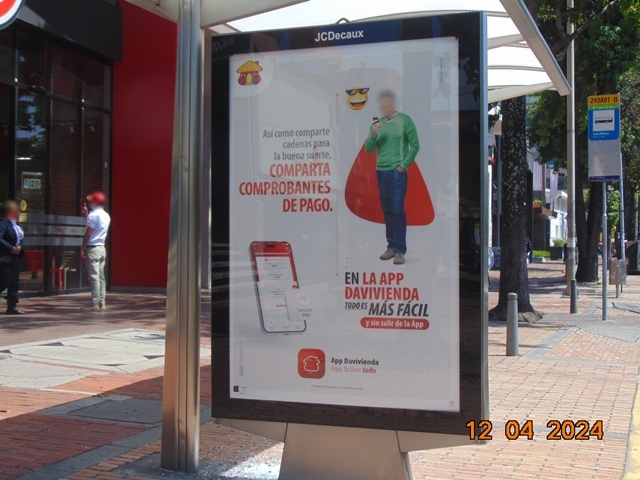 JCDecaux
Así como comparte
cadenas para
la buena suerte,
COMPARTA
COMPROBANTES
DE PAGO.
EN LA APP
DAVIVIENDA
TODO ES MÁS FÁCIL
y sin salir de la App
App Davivienda
Aquí, lo tiene todo
292A01
12 04 2024